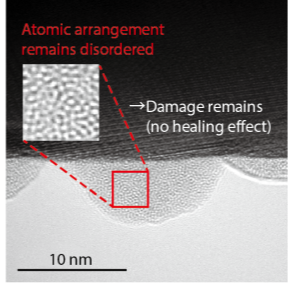 Atomic arrangement
remains disordered
→Damage remains
(no healing effect)
10 nm